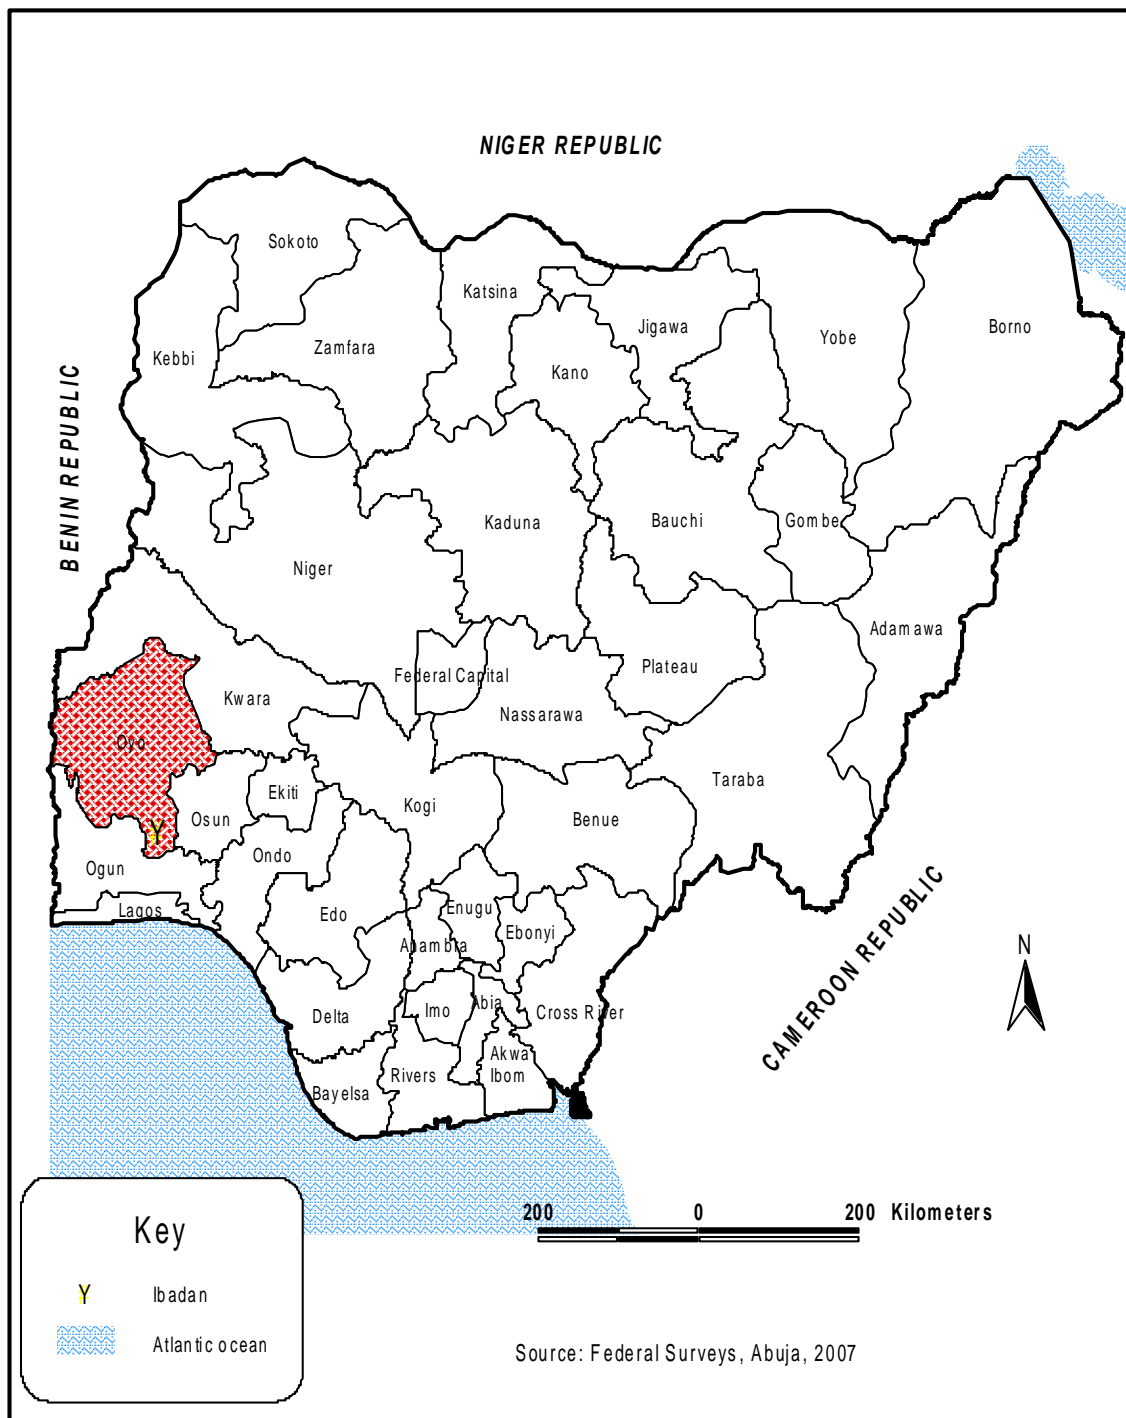 NIGER REPUBLIC
Sokoto
Katsina
Jigawa
Yobe
Borno
Zamfara
Kebbi
Kano
BENIN REPUBLIC
Kaduna
Bauchi
Gombe
Niger
Adamawa
Federal Capital
Plateau
Kwara
Nassarawa
Oyo
Taraba
Ekiti
Kogi
Osun
Benue
Ondo
Ogun
Lagos
Edo
Enugu
Ebonyi
Anambra
CAMEROON REPUBLIC
N
Delta
Imo
Abia
Cross River
Akwa
Ibom
Rivers
Bayelsa
200 0 200 Kilometers
Key
Y Ibadan
Atlantic ocean
Source: Federal Surveys, Abuja, 2007